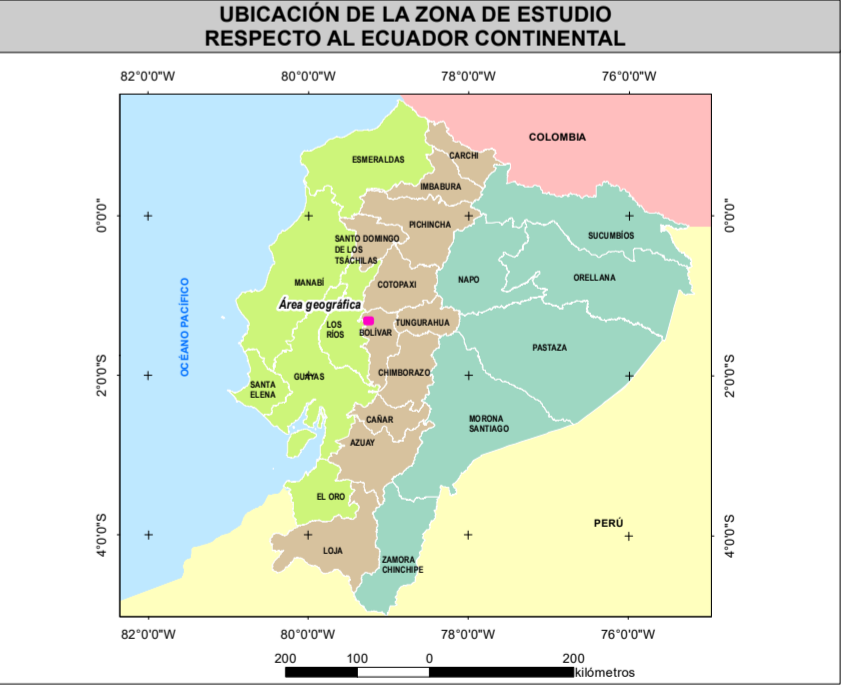 UBICACIÓN DE LA ZONA DE ESTUDIO
RESPECTO AL ECUADOR CONTINENTAL
82°0'0"W 80°0'0"W 78°0'0"W 76°0'0"W
COLOMBIA
CARCHI
ESMERALDAS
IMBABURA
0°0'0" 0°0'0"
PICHINCHA
SUCUMBÍOS
SANTO DOMINGO
DE LOS
TSÁCHILAS
ORELLANA
NAPO
MANABÍ
COTOPAXI
Área geográfica
OCÉANO PACÍFICO
LOS
RÍOS
TUNGURAHUA
BOLÍVAR
PASTAZA
CHIMBORAZO
GUAYAS
2°0'0"S 2°0'0"S
SANTA
ELENA
CAÑAR
MORONA
SANTIAGO
AZUAY
EL ORO
PERÚ
4°0'0"S 4°0'0"S
LOJA
ZAMORA
CHINCHIPE
82°0'0"W 80°0'0"W 78°0'0"W 76°0'0"W
200 100 0 200
kilómetros